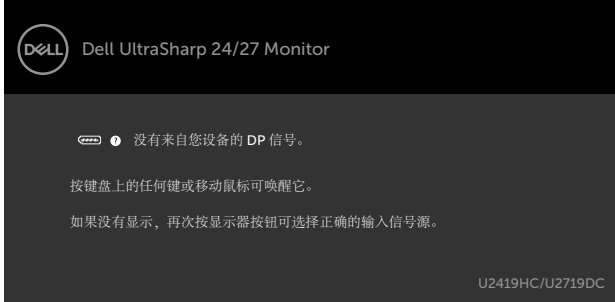 DELL
Dell UltraSharp 24/27 Monitor
? 没有来自您设备的 DP 信号。
按键盘上的任何键或移动鼠标可唤醒它。
如果没有显示，再次按显示器按钮可选择正确的输入信号源。
U2419HC/U2719DC